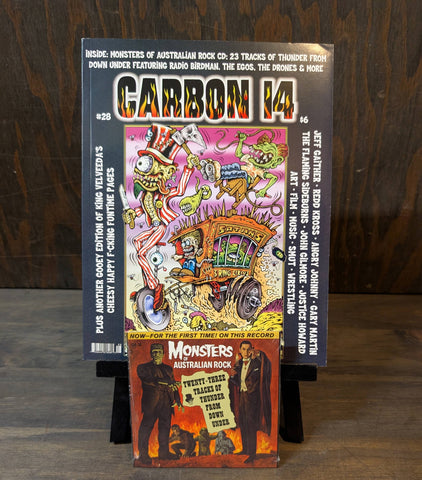 INSIDE: MONSTERS OF AUSTRALIAN ROCK CD: 23 TRACKS OF THUNDER FROM
DOWN UNDER FEATURING RADIO BIRDMAN, THE EGOS, THE DRONES & MORE
CARBON 14
#28
$6
PLUS ANOTHER GOOEY EDITION OF KING VELVEEDA'S
CHEESY HAPPY F*CKING FUNTIME PAGES
JEFF GAITHER · REDD KROSS · ANGRY JOHNNY · GARY MARTIN
THE FLAMING SIDEBURNS · JOHN GILMORE · JUSTICE HOWARD
ART · FILM · MUSIC · SMUT · WRESTLING
NOW—FOR THE FIRST TIME! ON THIS RECORD
MONSTERS
OF
AUSTRALIAN ROCK
TWENTY-THREE
TRACKS OF
THUNDER
FROM
DOWN
UNDER